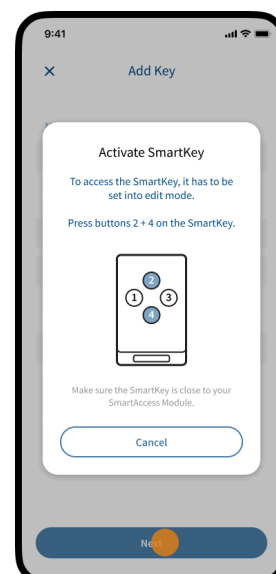 9:41
Add Key
Activate SmartKey
To access the SmartKey, it has to be
set into edit mode.
Press buttons 2 + 4 on the SmartKey.
2
1 3
4
Make sure the SmartKey is close to your
SmartAccess Module.
Cancel
Next